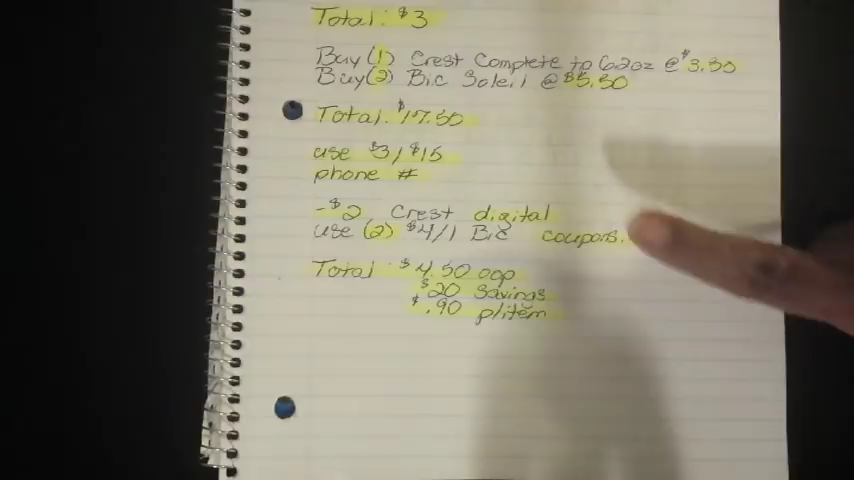 Total: $3
Buy (1) Crest Complete to 6.2oz @ $3.50
Buy (2) Bic Soleil @ $5.50
Total: $17.50
use $3/$15
phone #
-$2 Crest digital
use (2) $4/1 Bic coupons.
Total: $4.50 oop
$20 Savings
$.90 p/item